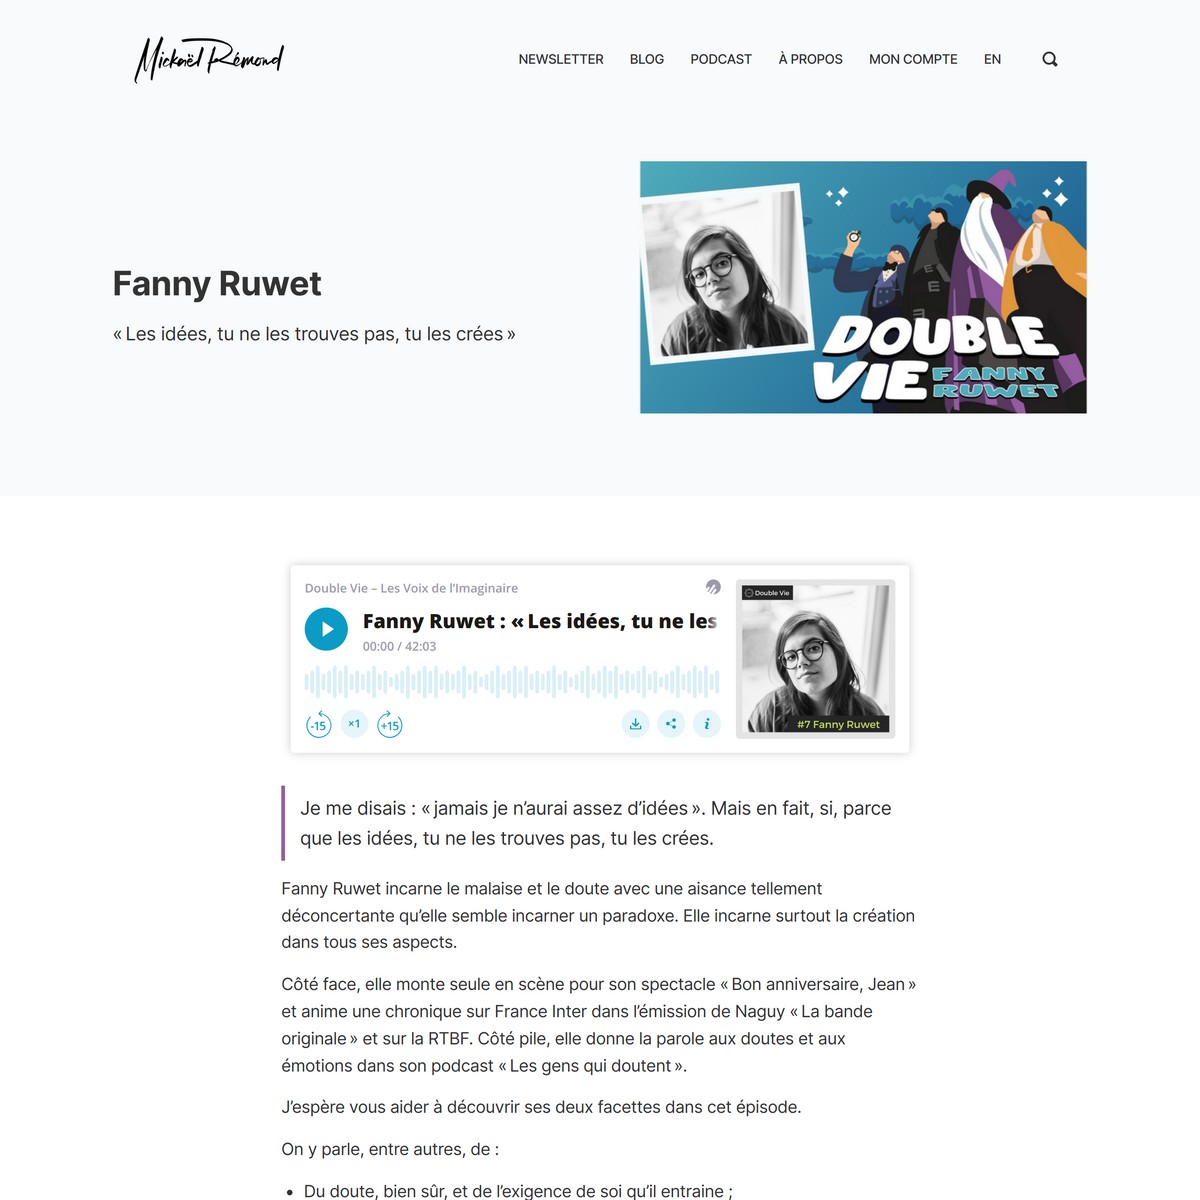 Mickaël Rémond
NEWSLETTER BLOG PODCAST À PROPOS MON COMPTE EN
Fanny Ruwet
« Les idées, tu ne les trouves pas, tu les crées »
DOUBLE
VIE FANNY
RUWET
Double Vie – Les Voix de l’Imaginaire
Fanny Ruwet : « Les idées, tu ne les
00:00 / 42:03
-15 ×1 +15
Double Vie
#7 Fanny Ruwet
Je me disais : « jamais je n’aurai assez d’idées ». Mais en fait, si, parce
que les idées, tu ne les trouves pas, tu les crées.
Fanny Ruwet incarne le malaise et le doute avec une aisance tellement
déconcertante qu’elle semble incarner un paradoxe. Elle incarne surtout la création
dans tous ses aspects.
Côté face, elle monte seule en scène pour son spectacle « Bon anniversaire, Jean »
et anime une chronique sur France Inter dans l’émission de Naguy « La bande
originale » et sur la RTBF. Côté pile, elle donne la parole aux doutes et aux
émotions dans son podcast « Les gens qui doutent ».
J’espère vous aider à découvrir ses deux facettes dans cet épisode.
On y parle, entre autres, de :
• Du doute, bien sûr, et de l’exigence de soi qu’il entraine ;